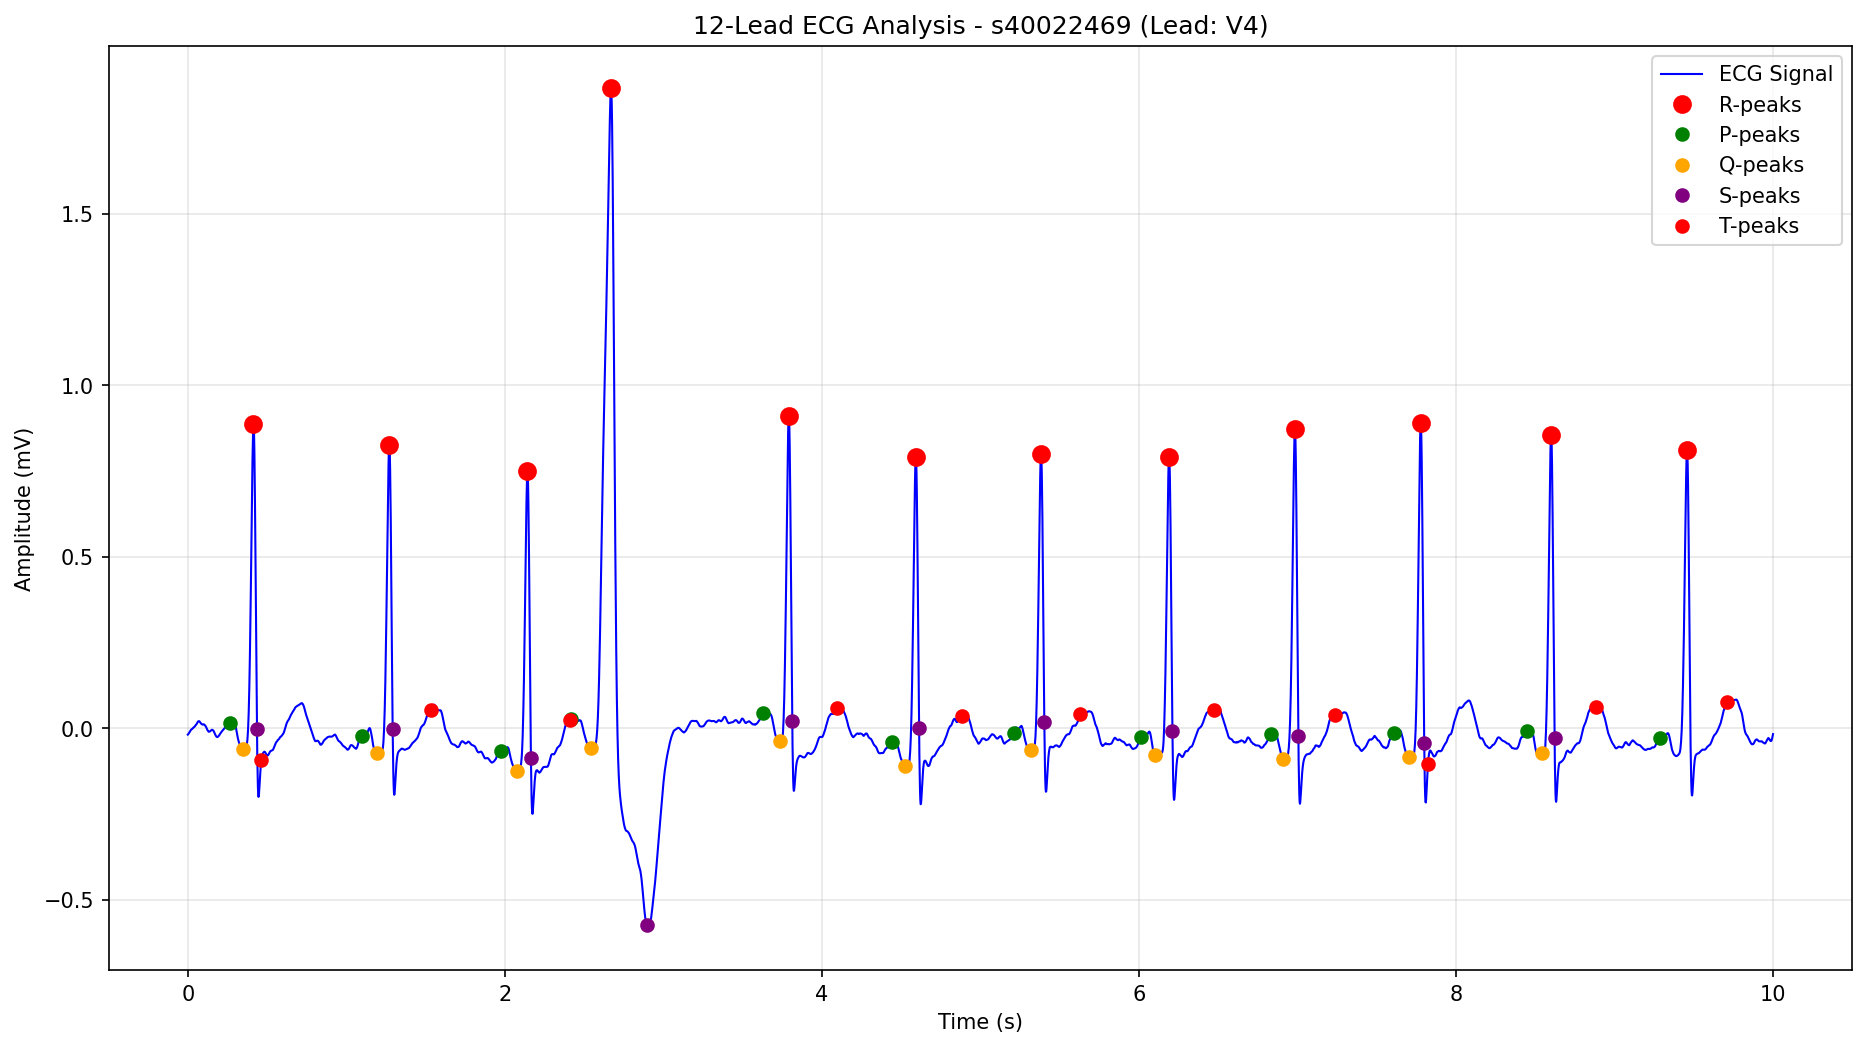 12-Lead ECG Analysis - s40022469 (Lead: V4)
ECG Signal
R-peaks
P-peaks
Q-peaks
S-peaks
T-peaks
Amplitude (mV)
1.5
1.0
0.5
0.0
−0.5
0
2
4
6
8
10
Time (s)